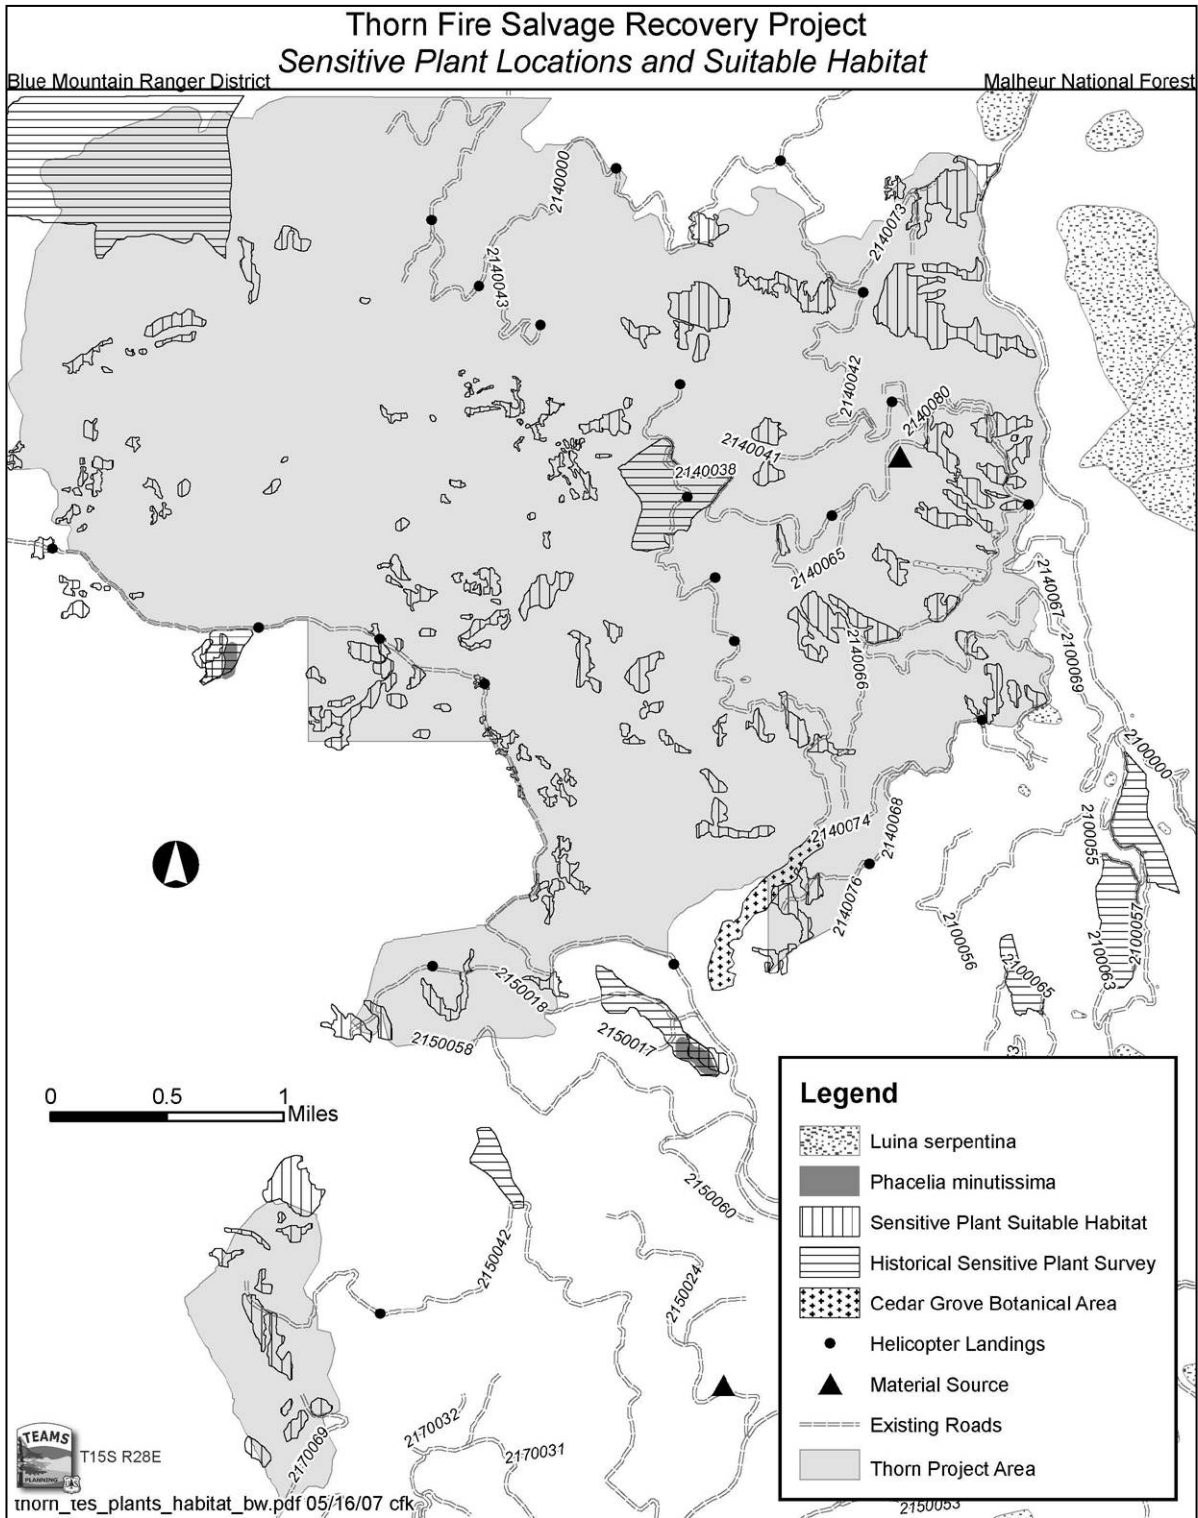 Thorn Fire Salvage Recovery Project
Sensitive Plant Locations and Suitable Habitat
Blue Mountain Ranger District
Malheur National Forest
2140000
2140073
2140043
2140042
2140080
2140041
2140038
2140065
2140067
2100069
2140066
2100000
2140074
2140068
2100055
2140076
2100057
2100056
2100063
2100065
2150018
2150017
2150058
0 0.5 1
Miles
2150060
2150042
2150024
2170032
2170031
2170069
2150053
Legend
Luina serpentina
Phacelia minutissima
Sensitive Plant Suitable Habitat
Historical Sensitive Plant Survey
Cedar Grove Botanical Area
Helicopter Landings
Material Source
Existing Roads
Thorn Project Area
TEAMS
PLANNING
T15S R28E
thorn_tes_plants_habitat_bw.pdf 05/16/07 cfk